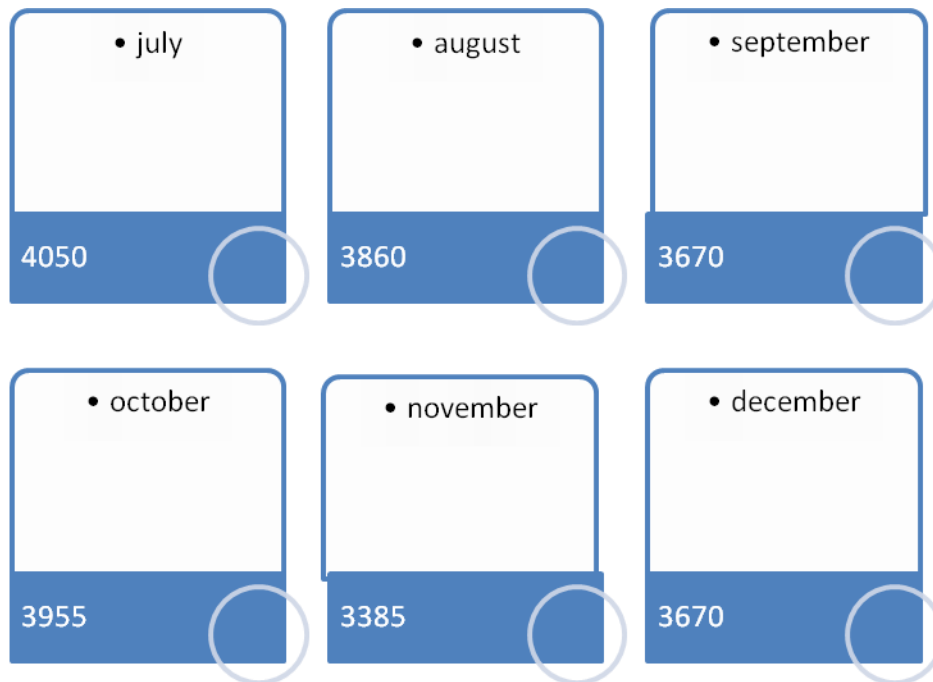 • july
4050
• august
3860
• september
3670
• october
3955
• november
3385
• december
3670